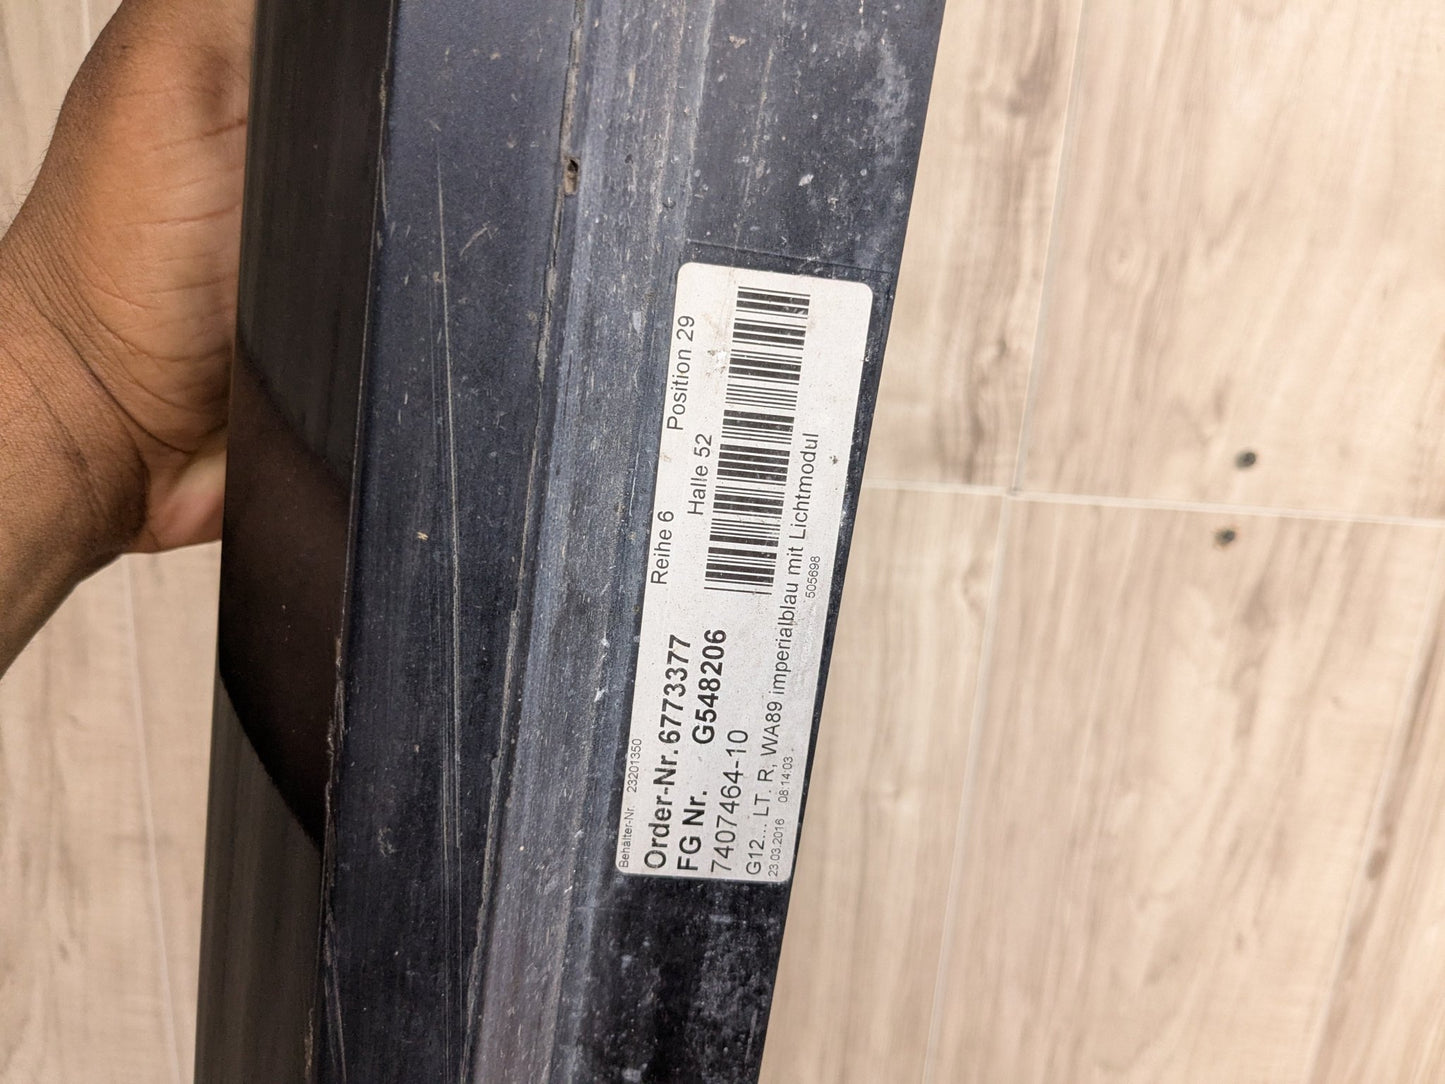 Behälter-Nr. 23201350
Order-Nr. 6773377 Reihe 6 Position 29
FG Nr. G548206 Halle 52
7407464-10
G12... LT. R, WA89 imperialblau mit Lichtmodul
23.03.2016 08:14:03 505698